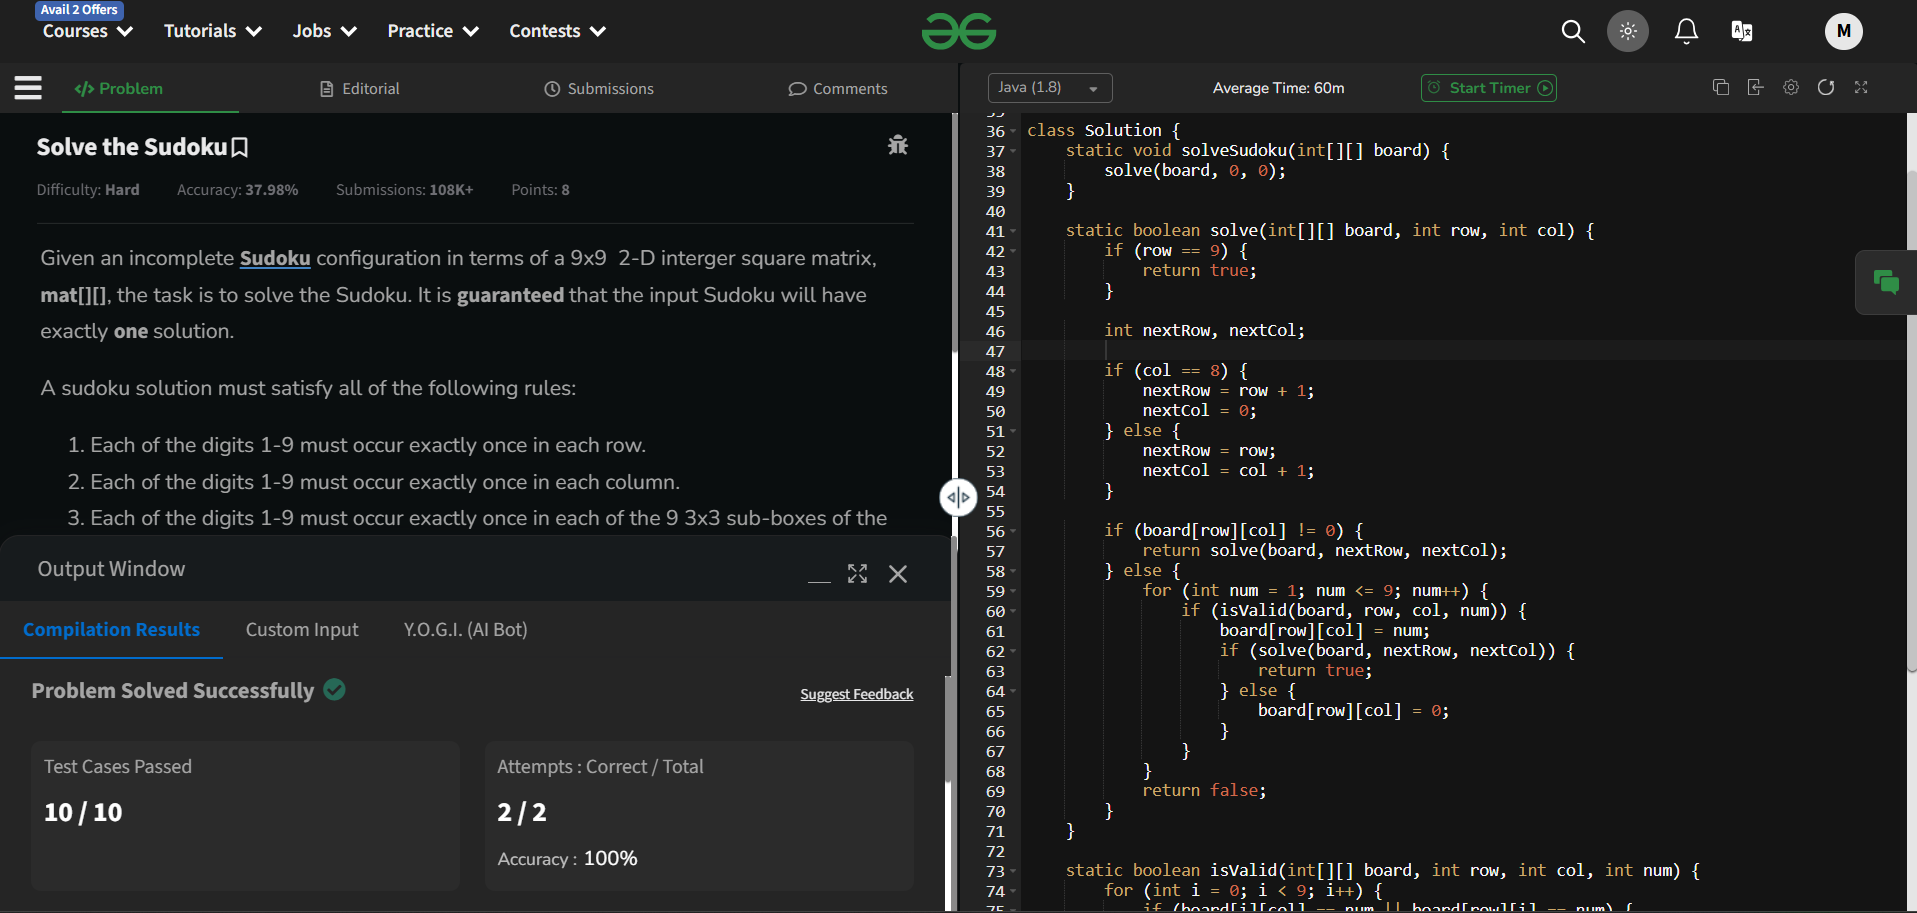 Avail 2 Offers
Courses Tutorials Jobs Practice Contests
M
Problem Editorial Submissions Comments
Solve the Sudoku
Difficulty: Hard Accuracy: 37.98% Submissions: 108K+ Points: 8
Given an incomplete Sudoku configuration in terms of a 9x9 2-D interger square matrix,
mat[][], the task is to solve the Sudoku. It is guaranteed that the input Sudoku will have
exactly one solution.
A sudoku solution must satisfy all of the following rules:
1. Each of the digits 1-9 must occur exactly once in each row.
2. Each of the digits 1-9 must occur exactly once in each column.
3. Each of the digits 1-9 must occur exactly once in each of the 9 3x3 sub-boxes of the
Output Window
Compilation Results Custom Input Y.O.G.I. (AI Bot)
Problem Solved Successfully
Suggest Feedback
Test Cases Passed
10 / 10
Attempts : Correct / Total
2 / 2
Accuracy : 100%
Java (1.8) Average Time: 60m Start Timer
35
36 class Solution {
37     static void solveSudoku(int[][] board) {
38         solve(board, 0, 0);
39     }
40
41     static boolean solve(int[][] board, int row, int col) {
42         if (row == 9) {
43             return true;
44         }
45
46         int nextRow, nextCol;
47
48         if (col == 8) {
49             nextRow = row + 1;
50             nextCol = 0;
51         } else {
52             nextRow = row;
53             nextCol = col + 1;
54         }
55
56         if (board[row][col] != 0) {
57             return solve(board, nextRow, nextCol);
58         } else {
59             for (int num = 1; num <= 9; num++) {
60                 if (isValid(board, row, col, num)) {
61                     board[row][col] = num;
62                     if (solve(board, nextRow, nextCol)) {
63                         return true;
64                     } else {
65                         board[row][col] = 0;
66                     }
67                 }
68             }
69             return false;
70         }
71     }
72
73     static boolean isValid(int[][] board, int row, int col, int num) {
74         for (int i = 0; i < 9; i++) {
75             if (board[i][col] == num || board[row][i] == num) {